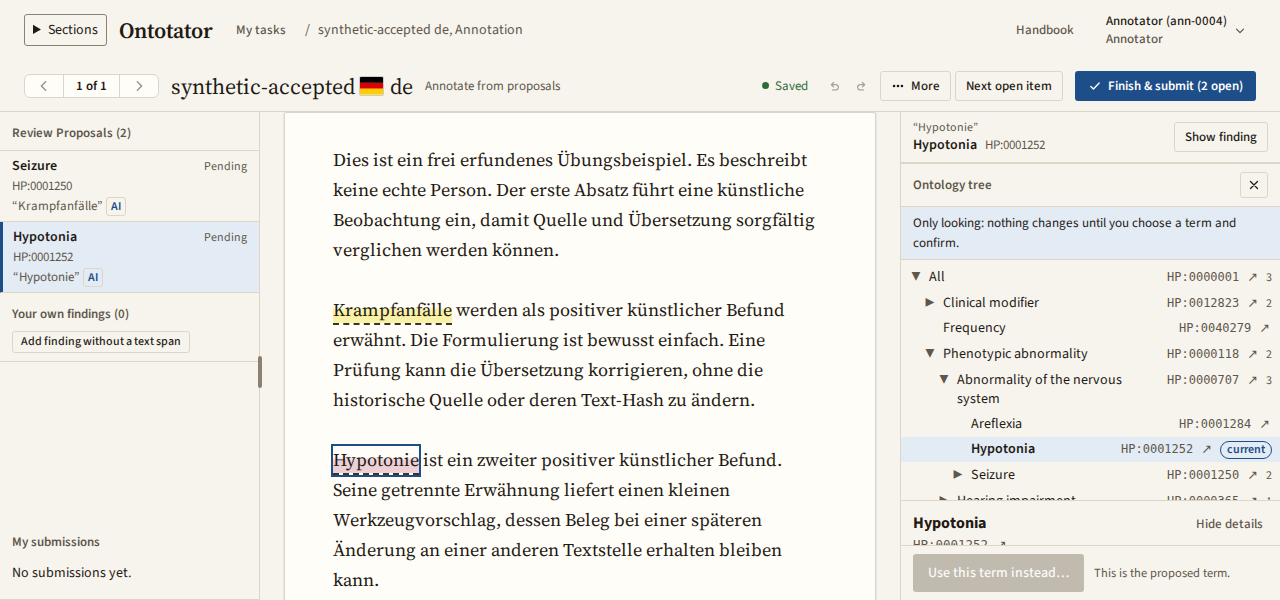 Sections
Ontotator
My tasks / synthetic-accepted de, Annotation
Handbook
Annotator (ann-0004)
Annotator
1 of 1
synthetic-accepted de
Annotate from proposals
Saved
More
Next open item
Finish & submit (2 open)
Review Proposals (2)
Seizure Pending
HP:0001250
“Krampfanfälle” AI
Hypotonia Pending
HP:0001252
“Hypotonie” AI
Your own findings (0)
Add finding without a text span
My submissions
No submissions yet.
Dies ist ein frei erfundenes Übungsbeispiel. Es beschreibt
keine echte Person. Der erste Absatz führt eine künstliche
Beobachtung ein, damit Quelle und Übersetzung sorgfältig
verglichen werden können.
Krampfanfälle werden als positiver künstlicher Befund
erwähnt. Die Formulierung ist bewusst einfach. Eine
Prüfung kann die Übersetzung korrigieren, ohne die
historische Quelle oder deren Text-Hash zu ändern.
Hypotonie ist ein zweiter positiver künstlicher Befund.
Seine getrennte Erwähnung liefert einen kleinen
Werkzeugvorschlag, dessen Beleg bei einer späteren
Änderung an einer anderen Textstelle erhalten bleiben
kann.
“Hypotonie”
Hypotonia HP:0001252
Show finding
Ontology tree
Only looking: nothing changes until you choose a term and
confirm.
All HP:0000001 ↗ 3
Clinical modifier HP:0012823 ↗ 2
Frequency HP:0040279 ↗
Phenotypic abnormality HP:0000118 ↗ 2
Abnormality of the nervous HP:0000707 ↗ 3
system
Areflexia HP:0001284 ↗
Hypotonia HP:0001252 ↗ current
Seizure HP:0001250 ↗ 2
Hearing impairment HP:0000365 ↗ 1
Hypotonia
Hide details
HP:0001252 ↗
Use this term instead…
This is the proposed term.